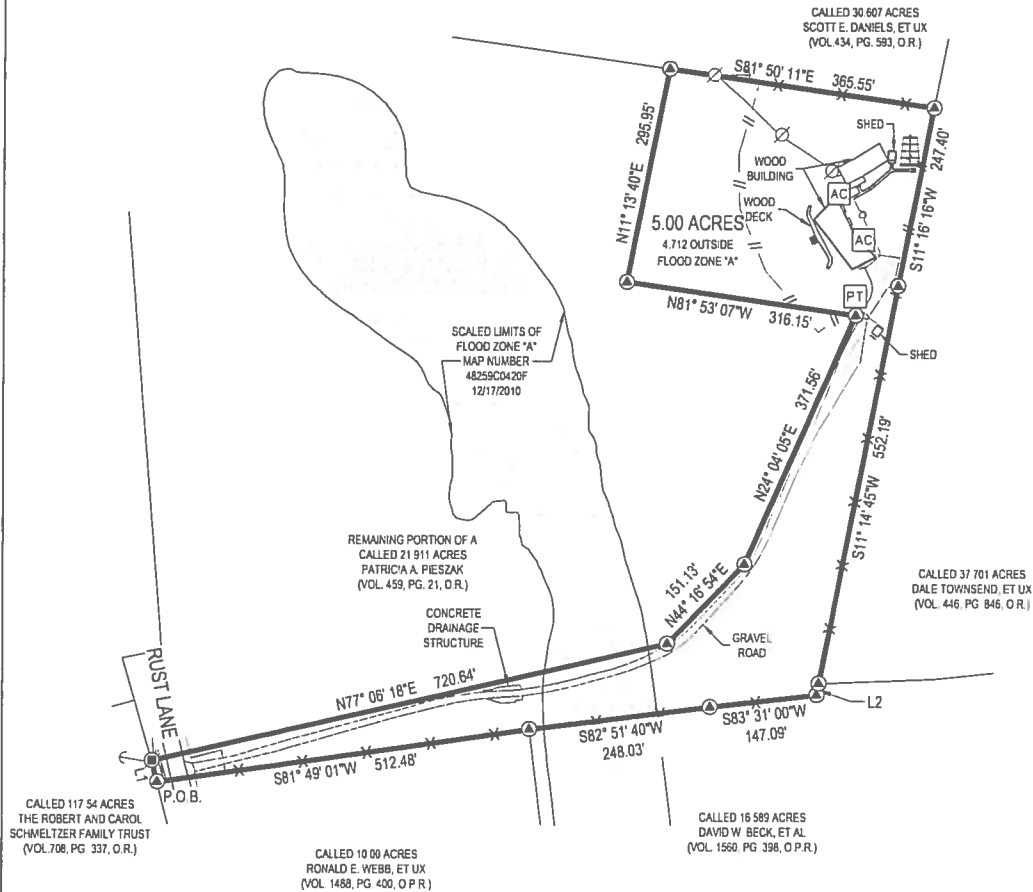 CALLED 30.607 ACRES
SCOTT E. DANIELS, ET UX
(VOL.434, PG. 593, O.R.)
S81° 50' 11"E 365.55'
SHED
247.40'
295.95'
WOOD
BUILDING
AC
WOOD
DECK
5.00 ACRES
4.712 OUTSIDE
FLOOD ZONE "A"
N11° 13' 40"E
S11° 16' 16"W
AC
PT
N81° 53' 07"W 316.15'
SHED
SCALED LIMITS OF
FLOOD ZONE "A"
MAP NUMBER
48259C0420F
12/17/2010
371.56'
N24° 04' 05"E
552.19'
S11° 14' 45"W
REMAINING PORTION OF A
CALLED 21 911 ACRES
PATRICIA A. PIESZAK
(VOL. 459, PG. 21, O.R.)
CALLED 37 701 ACRES
DALE TOWNSEND, ET UX
(VOL. 446, PG 846, O.R.)
151.13'
N44° 16' 54"E
CONCRETE
DRAINAGE
STRUCTURE
GRAVEL
ROAD
RUST LANE
N77° 06' 18"E 720.64'
L2
S83° 31' 00"W
147.09'
S82° 51' 40"W
248.03'
S81° 49' 01"W 512.48'
L1
P.O.B.
CALLED 117 54 ACRES
THE ROBERT AND CAROL
SCHMELTZER FAMILY TRUST
(VOL.708, PG 337, O.R.)
CALLED 16 589 ACRES
DAVID W. BECK, ET AL
(VOL. 1560, PG 398, O.P.R.)
CALLED 10 00 ACRES
RONALD E. WEBB, ET UX
(VOL. 1488, PG. 400, O P R )